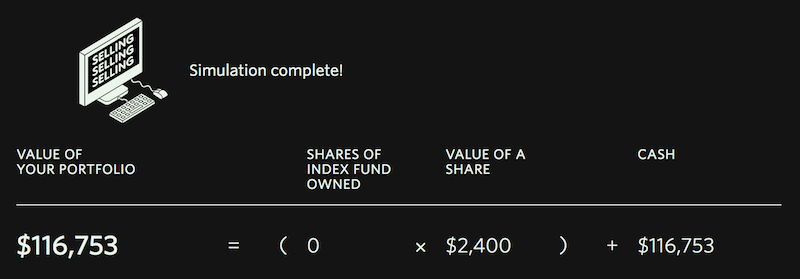 SELLING
SELLING
SELLING
Simulation complete!
VALUE OF
YOUR PORTFOLIO
SHARES OF
INDEX FUND
OWNED
VALUE OF A
SHARE
CASH
$116,753 = ( 0 × $2,400 ) + $116,753